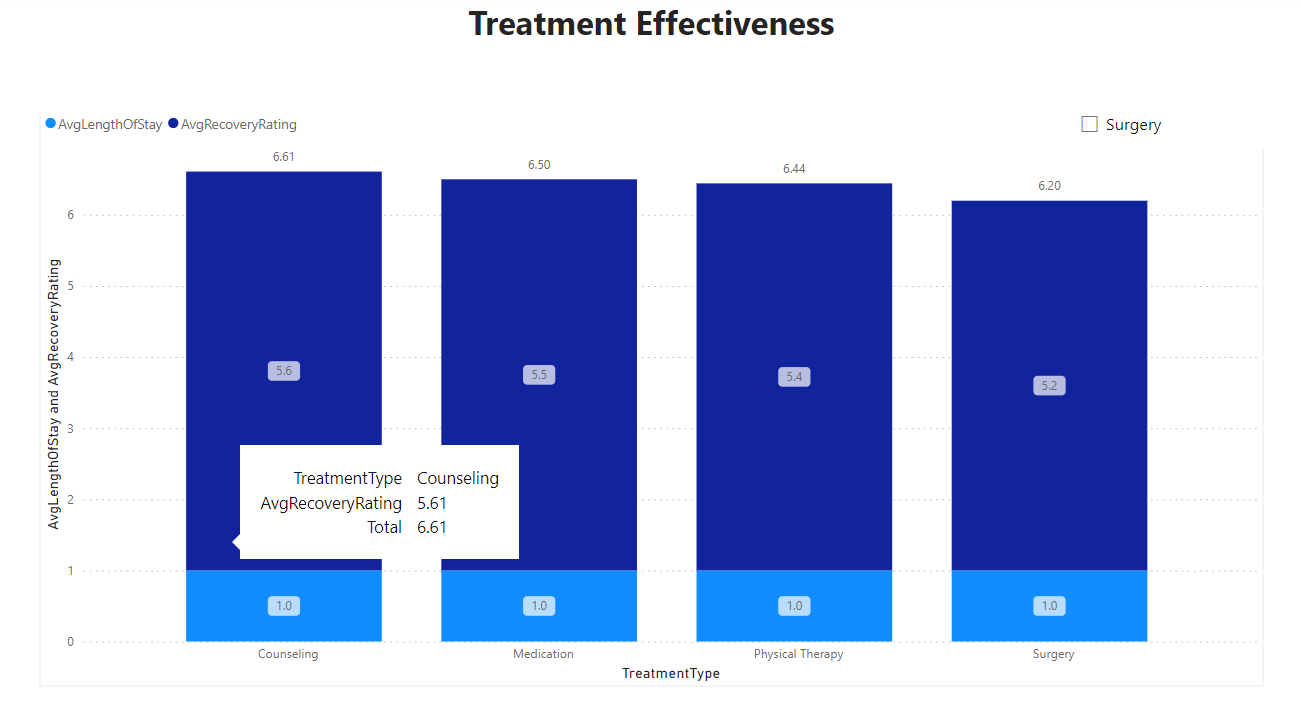 Treatment Effectiveness
AvgLengthOfStay AvgRecoveryRating
Surgery
AvgLengthOfStay and AvgRecoveryRating
6
5
4
3
2
1
0
6.61
6.50
6.44
6.20
5.6
5.5
5.4
5.2
TreatmentType Counseling
AvgRecoveryRating 5.61
Total 6.61
1.0
1.0
1.0
1.0
Counseling
Medication
Physical Therapy
Surgery
TreatmentType